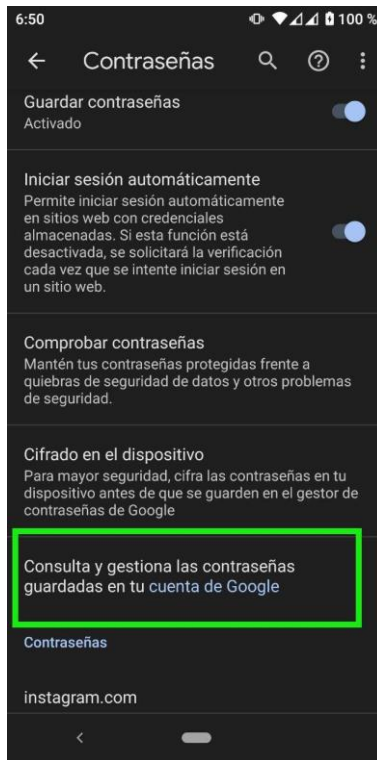 6:50
100 %
Contraseñas
Guardar contraseñas
Activado
Iniciar sesión automáticamente
Permite iniciar sesión automáticamente
en sitios web con credenciales
almacenadas. Si esta función está
desactivada, se solicitará la verificación
cada vez que se intente iniciar sesión en
un sitio web.
Comprobar contraseñas
Mantén tus contraseñas protegidas frente a
quiebras de seguridad de datos y otros problemas
de seguridad.
Cifrado en el dispositivo
Para mayor seguridad, cifra las contraseñas en tu
dispositivo antes de que se guarden en el gestor de
contraseñas de Google
Consulta y gestiona las contraseñas
guardadas en tu cuenta de Google
Contraseñas
instagram.com